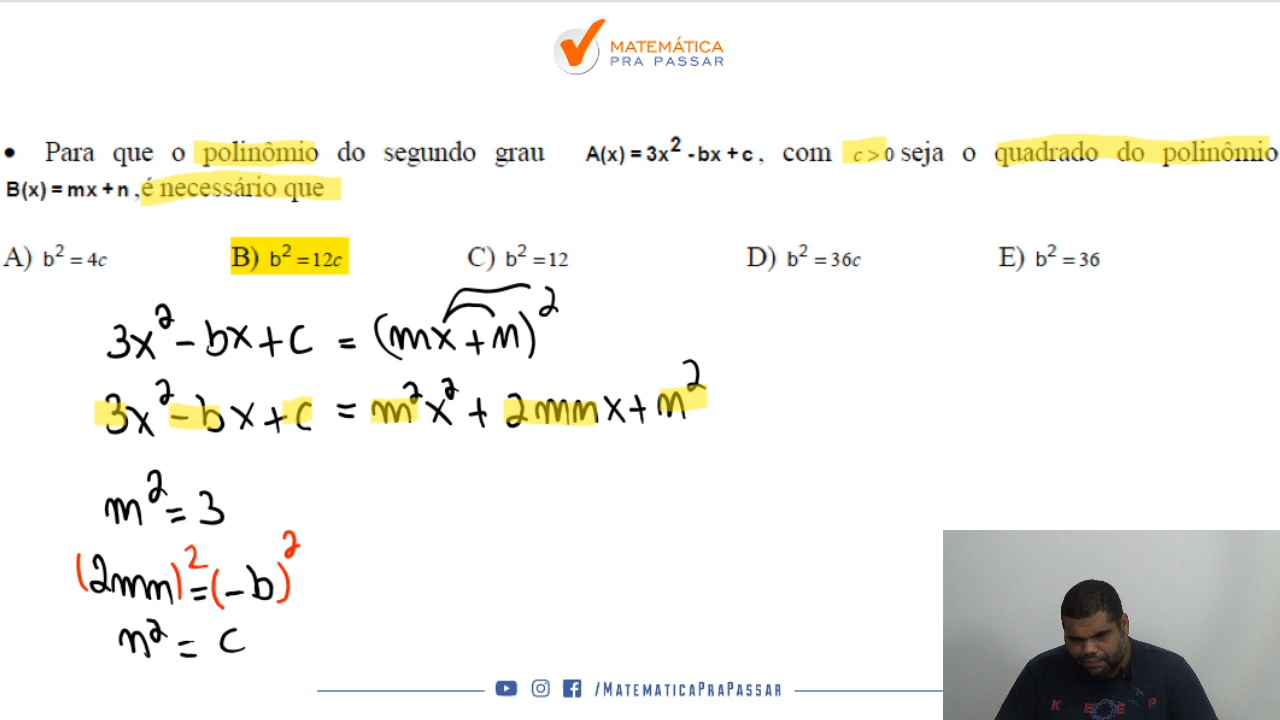 MATEMÁTICA
PRA PASSAR
• Para que o polinômio do segundo grau A(x) = 3x² - bx + c, com c > 0 seja o quadrado do polinômio
B(x) = mx + n ,é necessário que
A) b² = 4c B) b² = 12c C) b² = 12 D) b² = 36c E) b² = 36
3x² - bx + c = (mx + n)²
3x² - bx + c = m²x² + 2mnx + n²
m² = 3
(2mn)² = (-b)²
n² = c
/MATEMATICAPRAPASSAR
K E E P